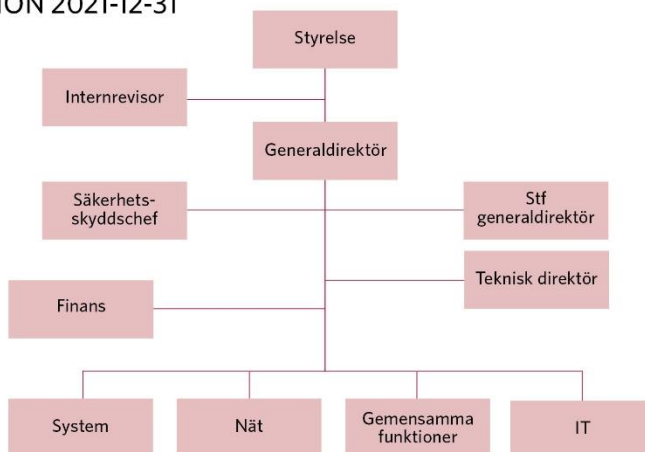 ION 2021-12-31
Styrelse
Internrevisor
Generaldirektör
Säkerhets-
skyddschef
Stf
generaldirektör
Teknisk direktör
Finans
System
Nät
Gemensamma
funktioner
IT